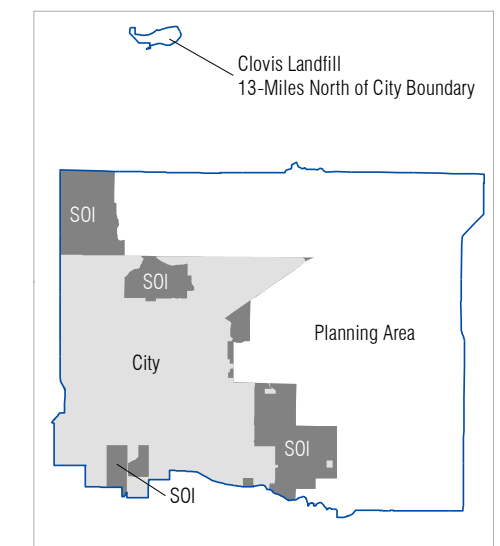 Clovis Landfill
13-Miles North of City Boundary
SOI
SOI
Planning Area
City
SOI
SOI